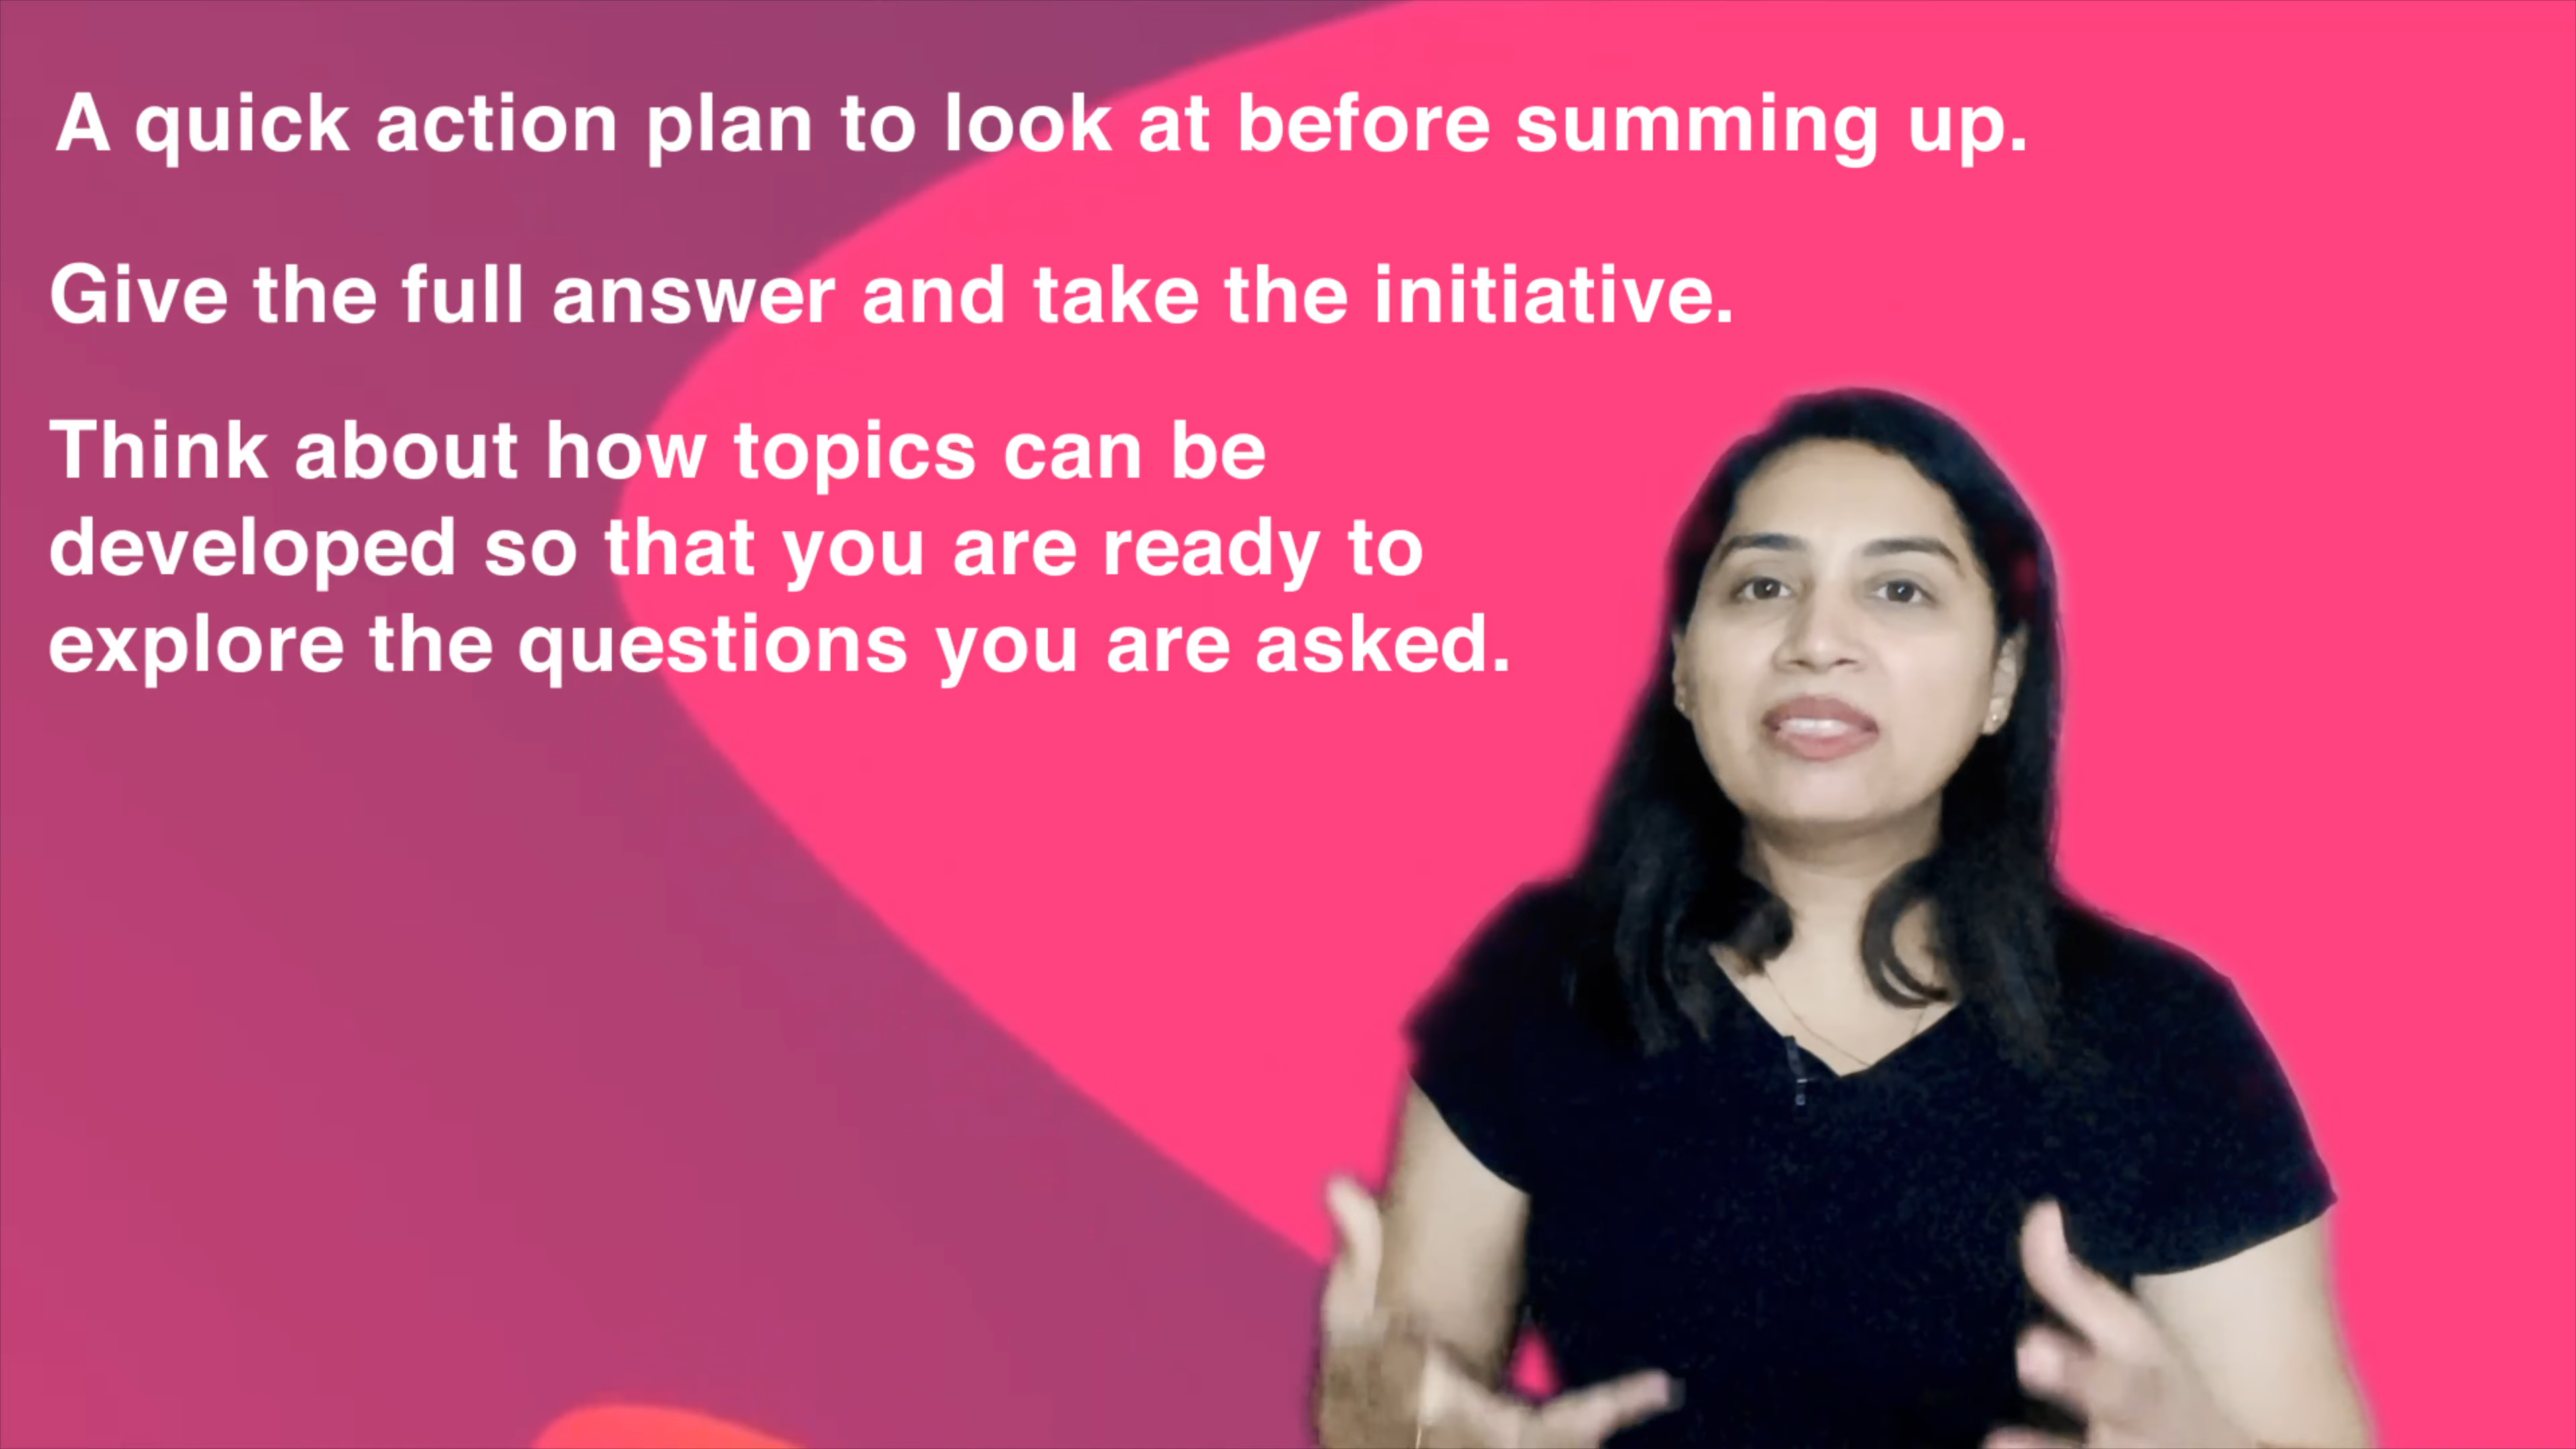 A quick action plan to look at before summing up.
Give the full answer and take the initiative.
Think about how topics can be
developed so that you are ready to
explore the questions you are asked.